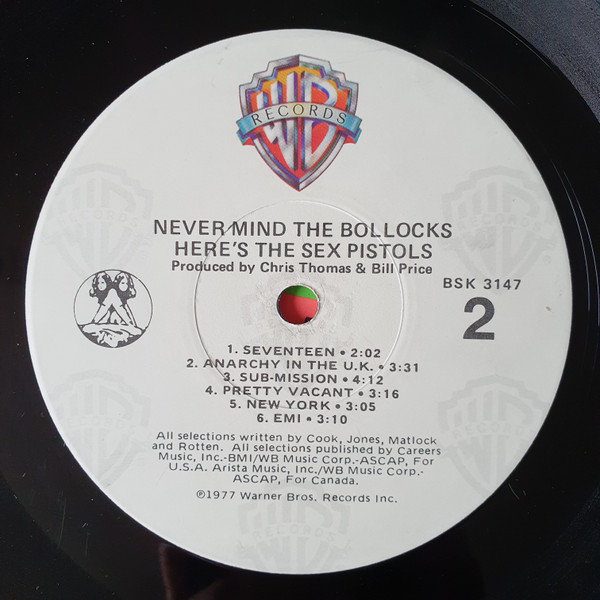 WB
RECORDS
NEVER MIND THE BOLLOCKS
HERE'S THE SEX PISTOLS
Produced by Chris Thomas & Bill Price
BSK 3147
2
1. SEVENTEEN • 2:02
2. ANARCHY IN THE U.K. • 3:31
3. SUB-MISSION • 4:12
4. PRETTY VACANT • 3:16
5. NEW YORK • 3:05
6. EMI • 3:10
All selections written by Cook, Jones, Matlock
and Rotten. All selections published by Careers
Music, Inc.-BMI/WB Music Corp.-ASCAP, For
U.S.A. Arista Music, Inc./WB Music Corp.-
ASCAP, For Canada.
℗1977 Warner Bros. Records Inc.